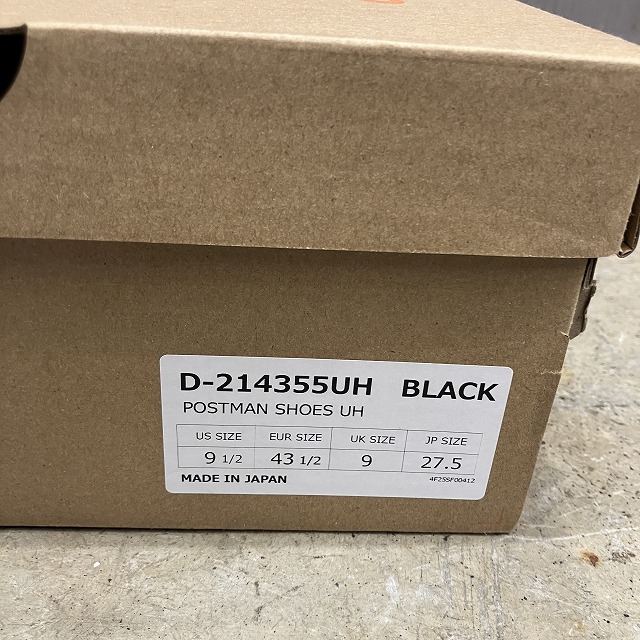 D-214355UH BLACK
POSTMAN SHOES UH
US SIZE EUR SIZE UK SIZE JP SIZE
9 1/2 43 1/2 9 27.5
MADE IN JAPAN 4F25SF00412